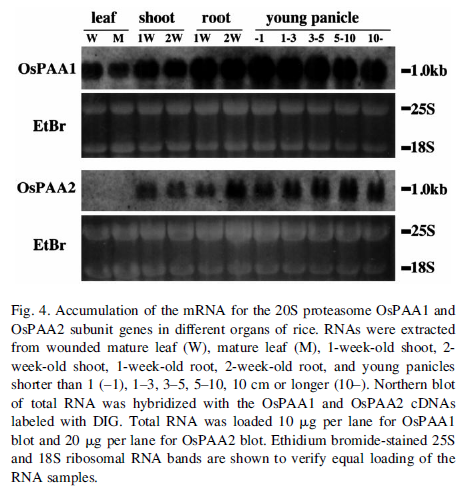 leaf shoot root young panicle
W M 1W 2W 1W 2W -1 1-3 3-5 5-10 10-
OsPAA1 -1.0kb
EtBr -25S
-18S
OsPAA2 -1.0kb
EtBr -25S
-18S
Fig. 4. Accumulation of the mRNA for the 20S proteasome OsPAA1 and
OsPAA2 subunit genes in different organs of rice. RNAs were extracted
from wounded mature leaf (W), mature leaf (M), 1-week-old shoot, 2-
week-old shoot, 1-week-old root, 2-week-old root, and young panicles
shorter than 1 (−1), 1–3, 3–5, 5–10, 10 cm or longer (10–). Northern blot
of total RNA was hybridized with the OsPAA1 and OsPAA2 cDNAs
labeled with DIG. Total RNA was loaded 10 μg per lane for OsPAA1
blot and 20 μg per lane for OsPAA2 blot. Ethidium bromide-stained 25S
and 18S ribosomal RNA bands are shown to verify equal loading of the
RNA samples.